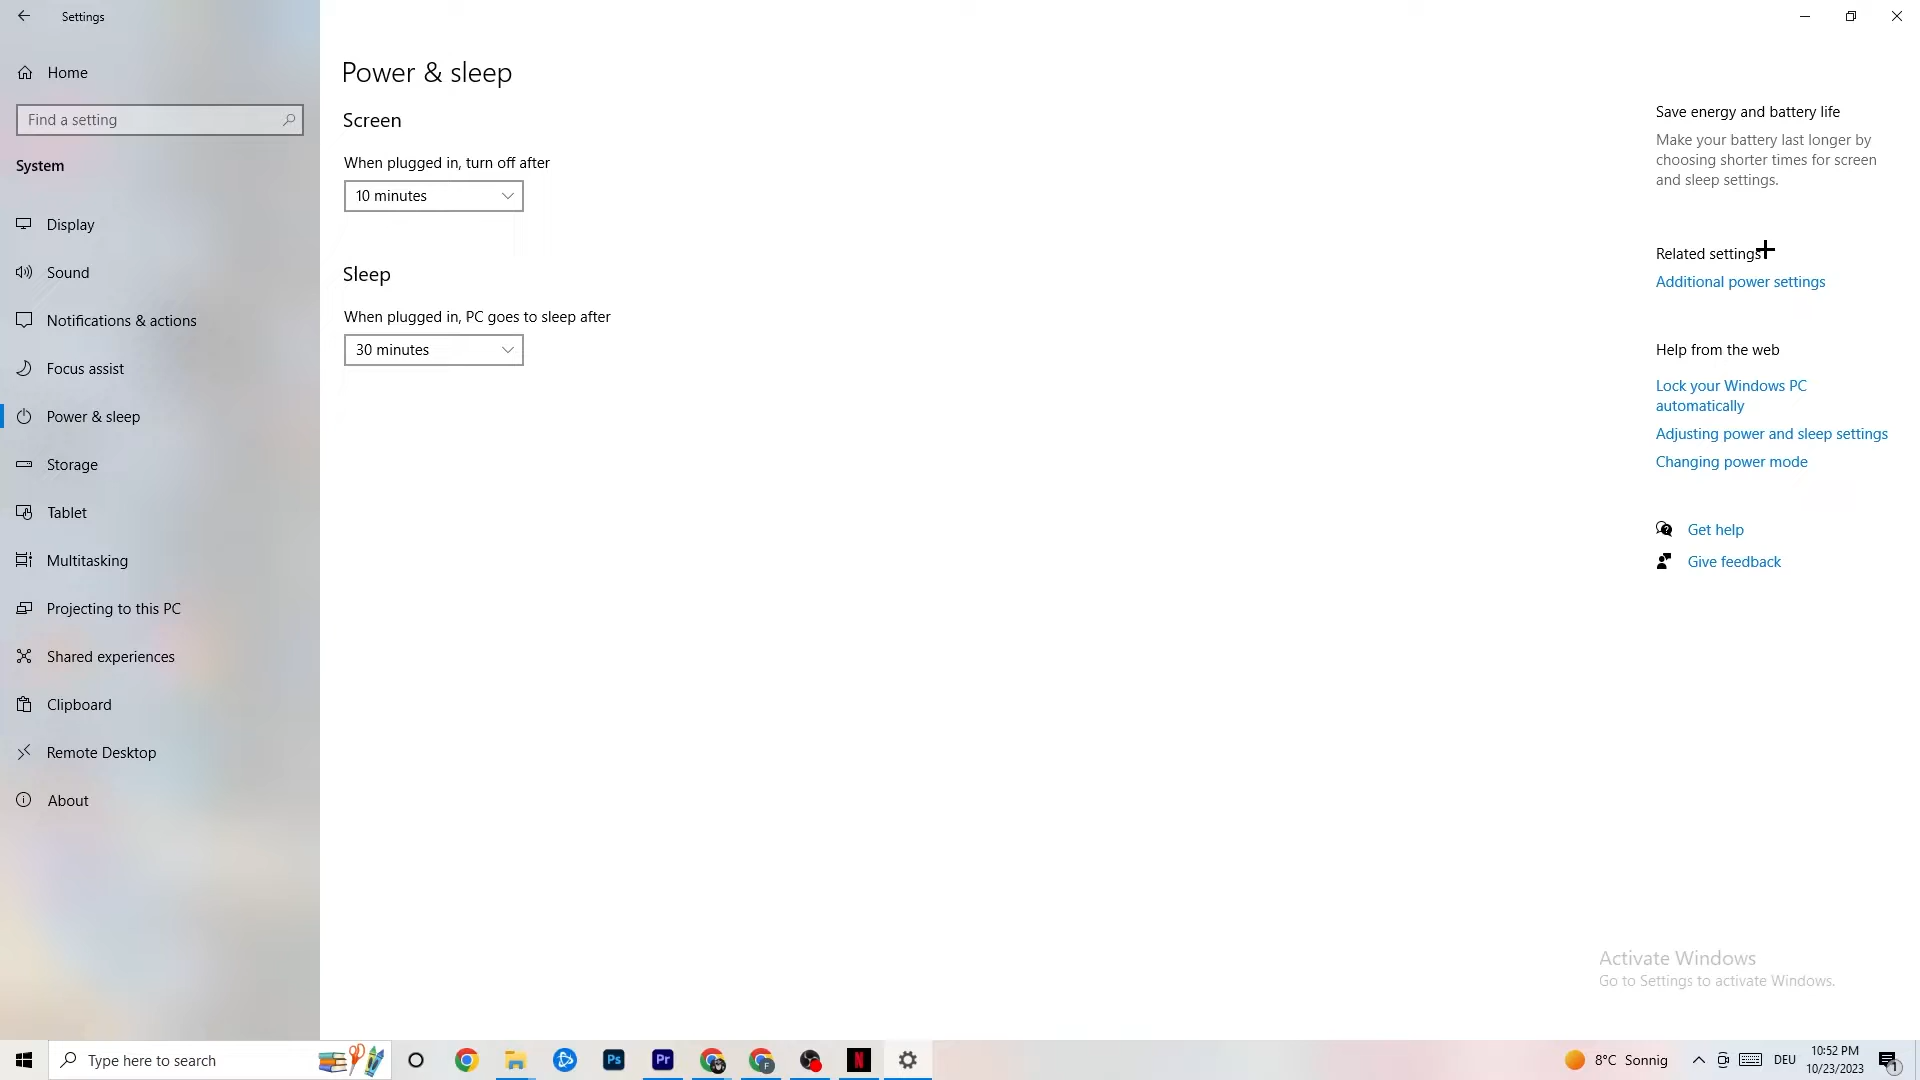 Settings
Home
Find a setting
System
Display
Sound
Notifications & actions
Focus assist
Power & sleep
Storage
Tablet
Multitasking
Projecting to this PC
Shared experiences
Clipboard
Remote Desktop
About
Power & sleep
Screen
When plugged in, turn off after
10 minutes
Sleep
When plugged in, PC goes to sleep after
30 minutes
Save energy and battery life
Make your battery last longer by
choosing shorter times for screen
and sleep settings.
Related settings
Additional power settings
Help from the web
Lock your Windows PC
automatically
Adjusting power and sleep settings
Changing power mode
Get help
Give feedback
Activate Windows
Go to Settings to activate Windows.
Type here to search
Ps
Pr
F
N
8°C Sonnig
DEU
10:52 PM
10/23/2023
1